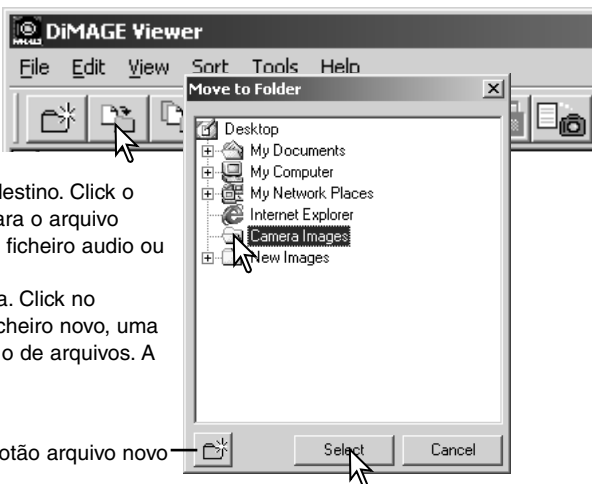 DiMAGE Viewer
File Edit View Sort Tools Help
Move to Folder
Desktop
My Documents
My Computer
My Network Places
Internet Explorer
Camera Images
New Images
Select Cancel
estino. Click o
ara o arquivo
ficheiro audio ou
a. Click no
cheiro novo, uma
o de arquivos. A
otão arquivo novo